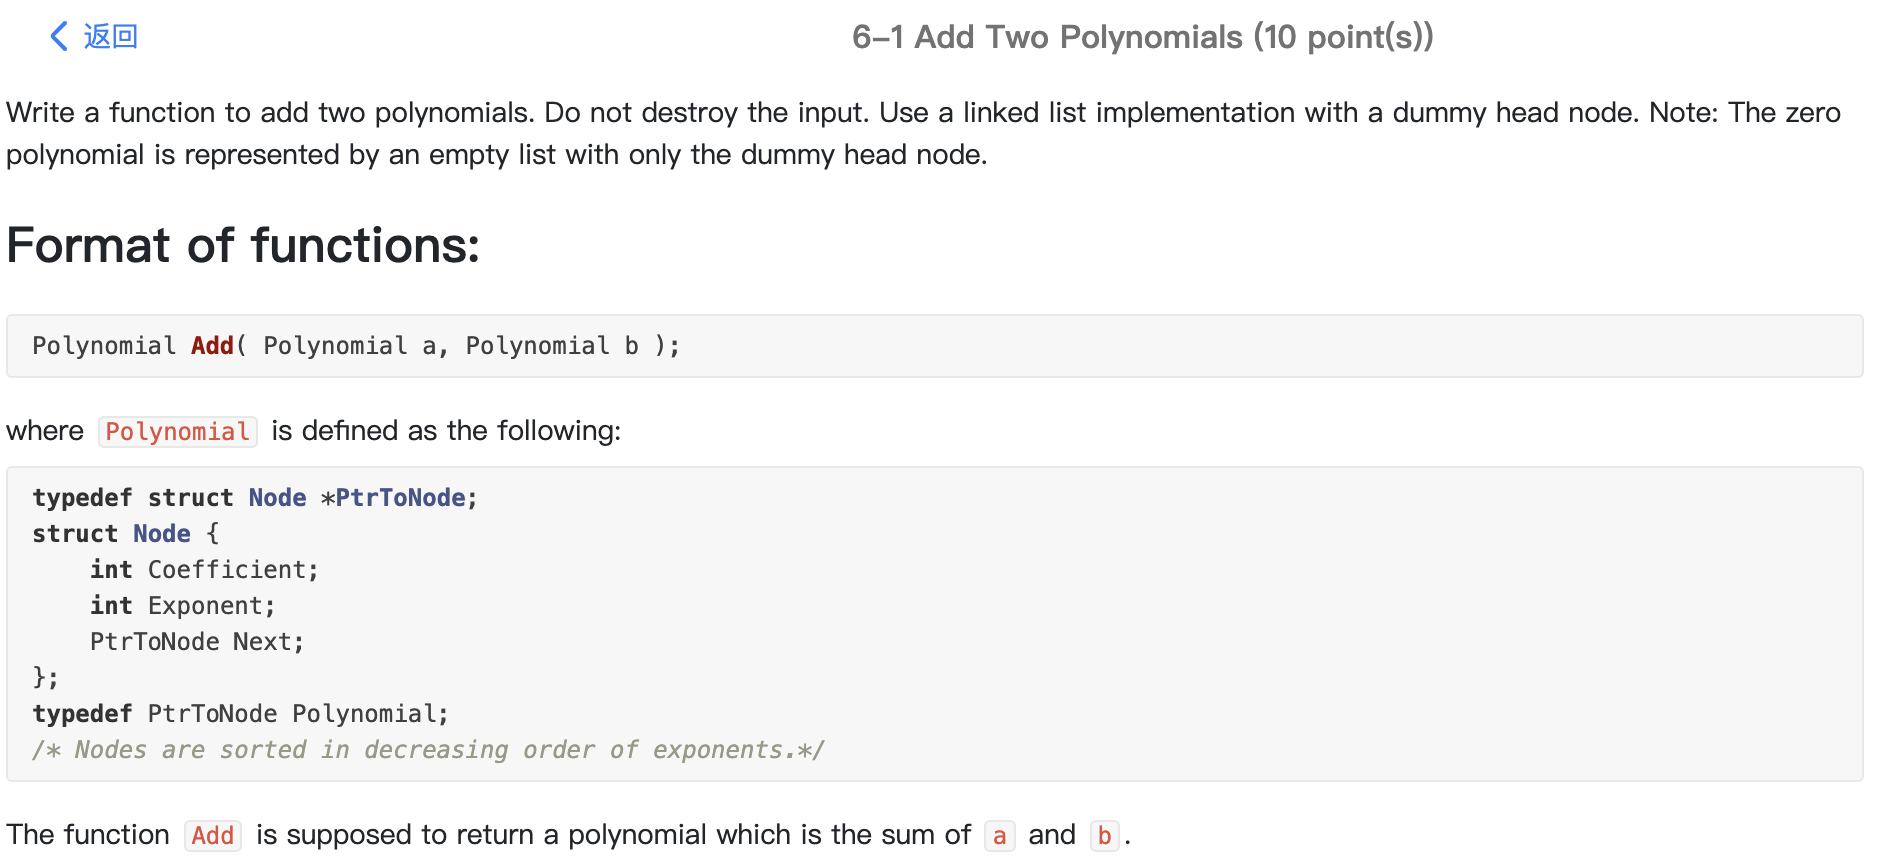 返回
6-1 Add Two Polynomials (10 point(s))
Write a function to add two polynomials. Do not destroy the input. Use a linked list implementation with a dummy head node. Note: The zero
polynomial is represented by an empty list with only the dummy head node.
Format of functions:
Polynomial Add( Polynomial a, Polynomial b );
where Polynomial is defined as the following:
typedef struct Node *PtrToNode;
struct Node {
    int Coefficient;
    int Exponent;
    PtrToNode Next;
};
typedef PtrToNode Polynomial;
/* Nodes are sorted in decreasing order of exponents.*/
The function Add is supposed to return a polynomial which is the sum of a and b.